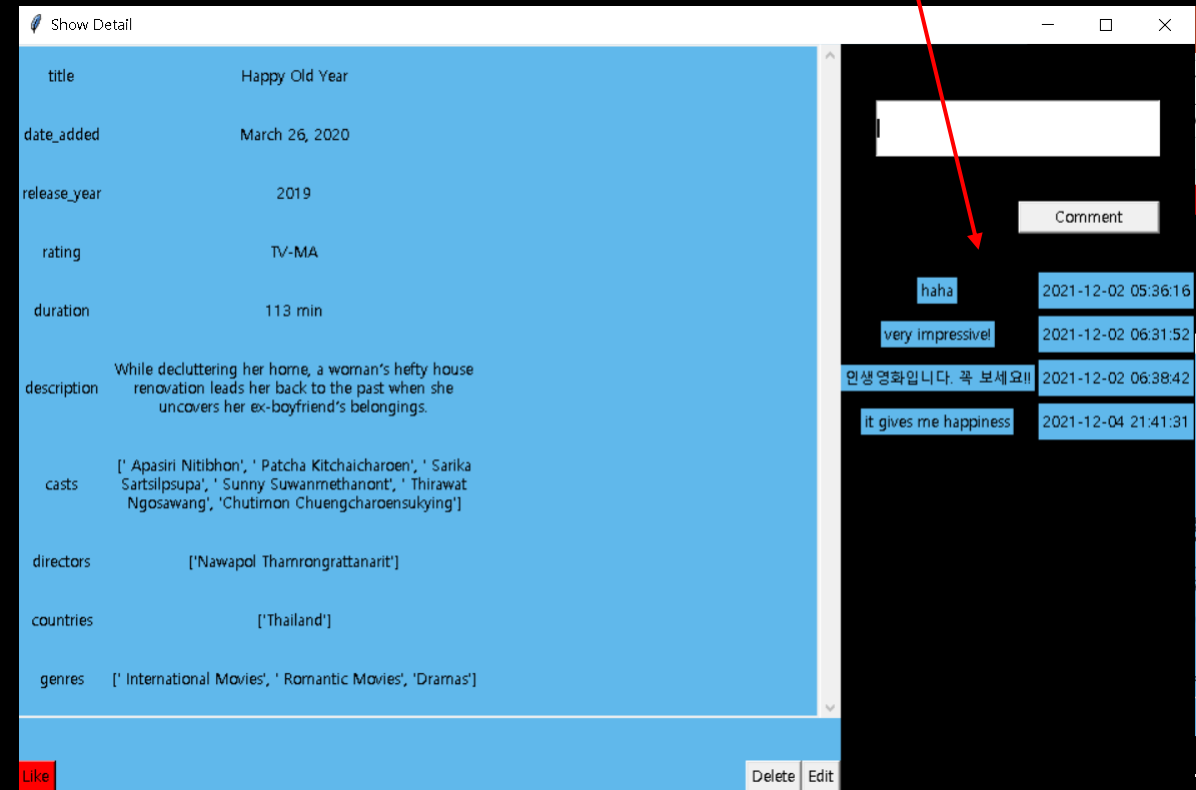 Show Detail
title Happy Old Year
date_added March 26, 2020
release_year 2019
rating TV-MA
duration 113 min
description While decluttering her home, a woman's hefty house
renovation leads her back to the past when she
uncovers her ex-boyfriend's belongings.
casts [' Apasiri Nitibhon', ' Patcha Kitchaicharoen', ' Sarika
Sartsilpsupa', ' Sunny Suwanmethanont', ' Thirawat
Ngosawang', 'Chutimon Chuengcharoensukying']
directors ['Nawapol Thamrongrattanarit']
countries ['Thailand']
genres [' International Movies', ' Romantic Movies', 'Dramas']
Like
Delete
Edit
Comment
haha 2021-12-02 05:36:16
very impressive! 2021-12-02 06:31:52
인생영화입니다. 꼭 보세요!! 2021-12-02 06:38:42
it gives me happiness 2021-12-04 21:41:31